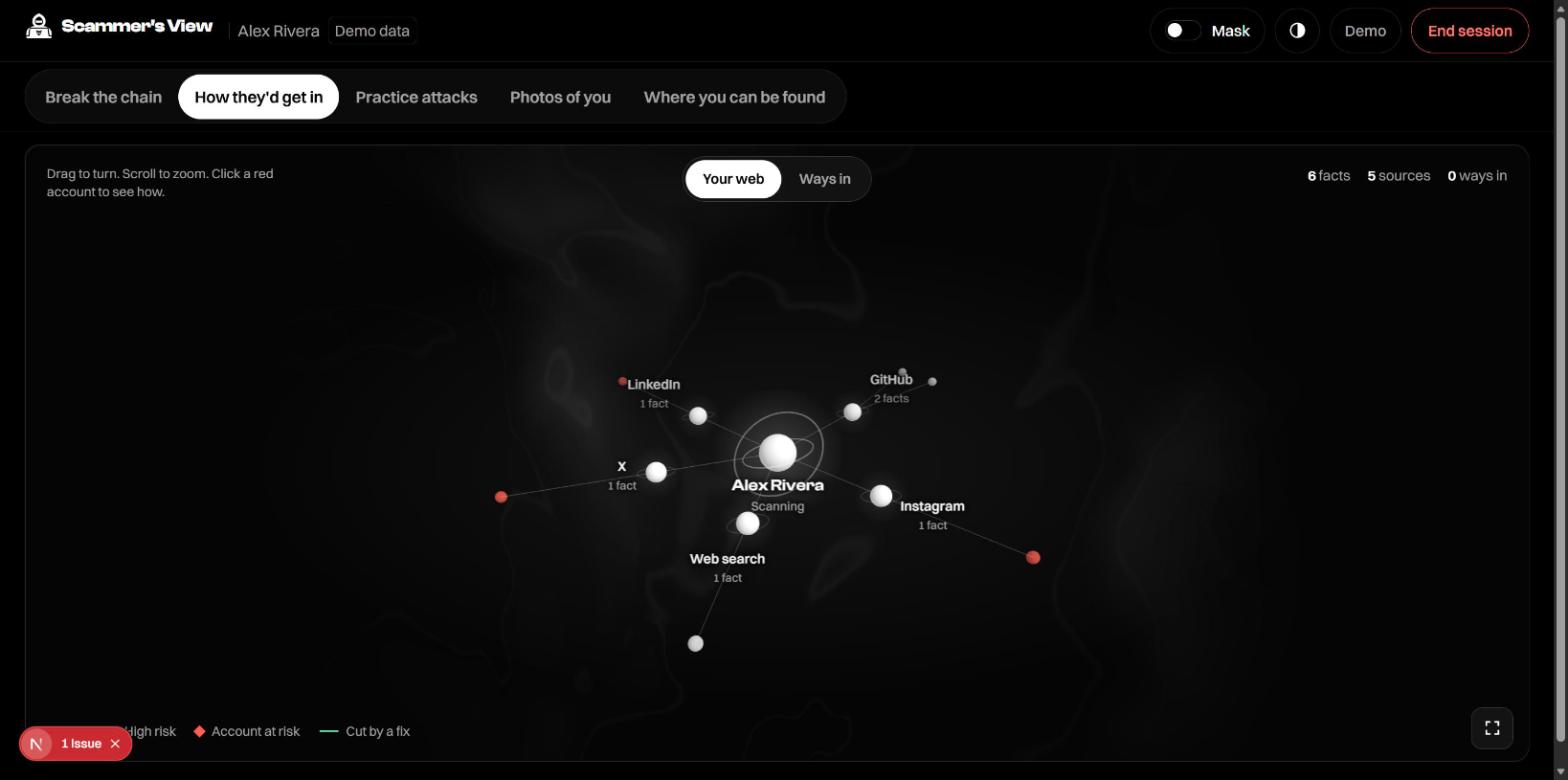 Scammer's View
Alex Rivera
Demo data
Mask
Demo
End session
Break the chain
How they'd get in
Practice attacks
Photos of you
Where you can be found
Drag to turn. Scroll to zoom. Click a red
account to see how.
Your web
Ways in
6 facts
5 sources
0 ways in
LinkedIn
1 fact
GitHub
2 facts
X
1 fact
Alex Rivera
Scanning
Instagram
1 fact
Web search
1 fact
High risk
Account at risk
Cut by a fix
N
1 Issue